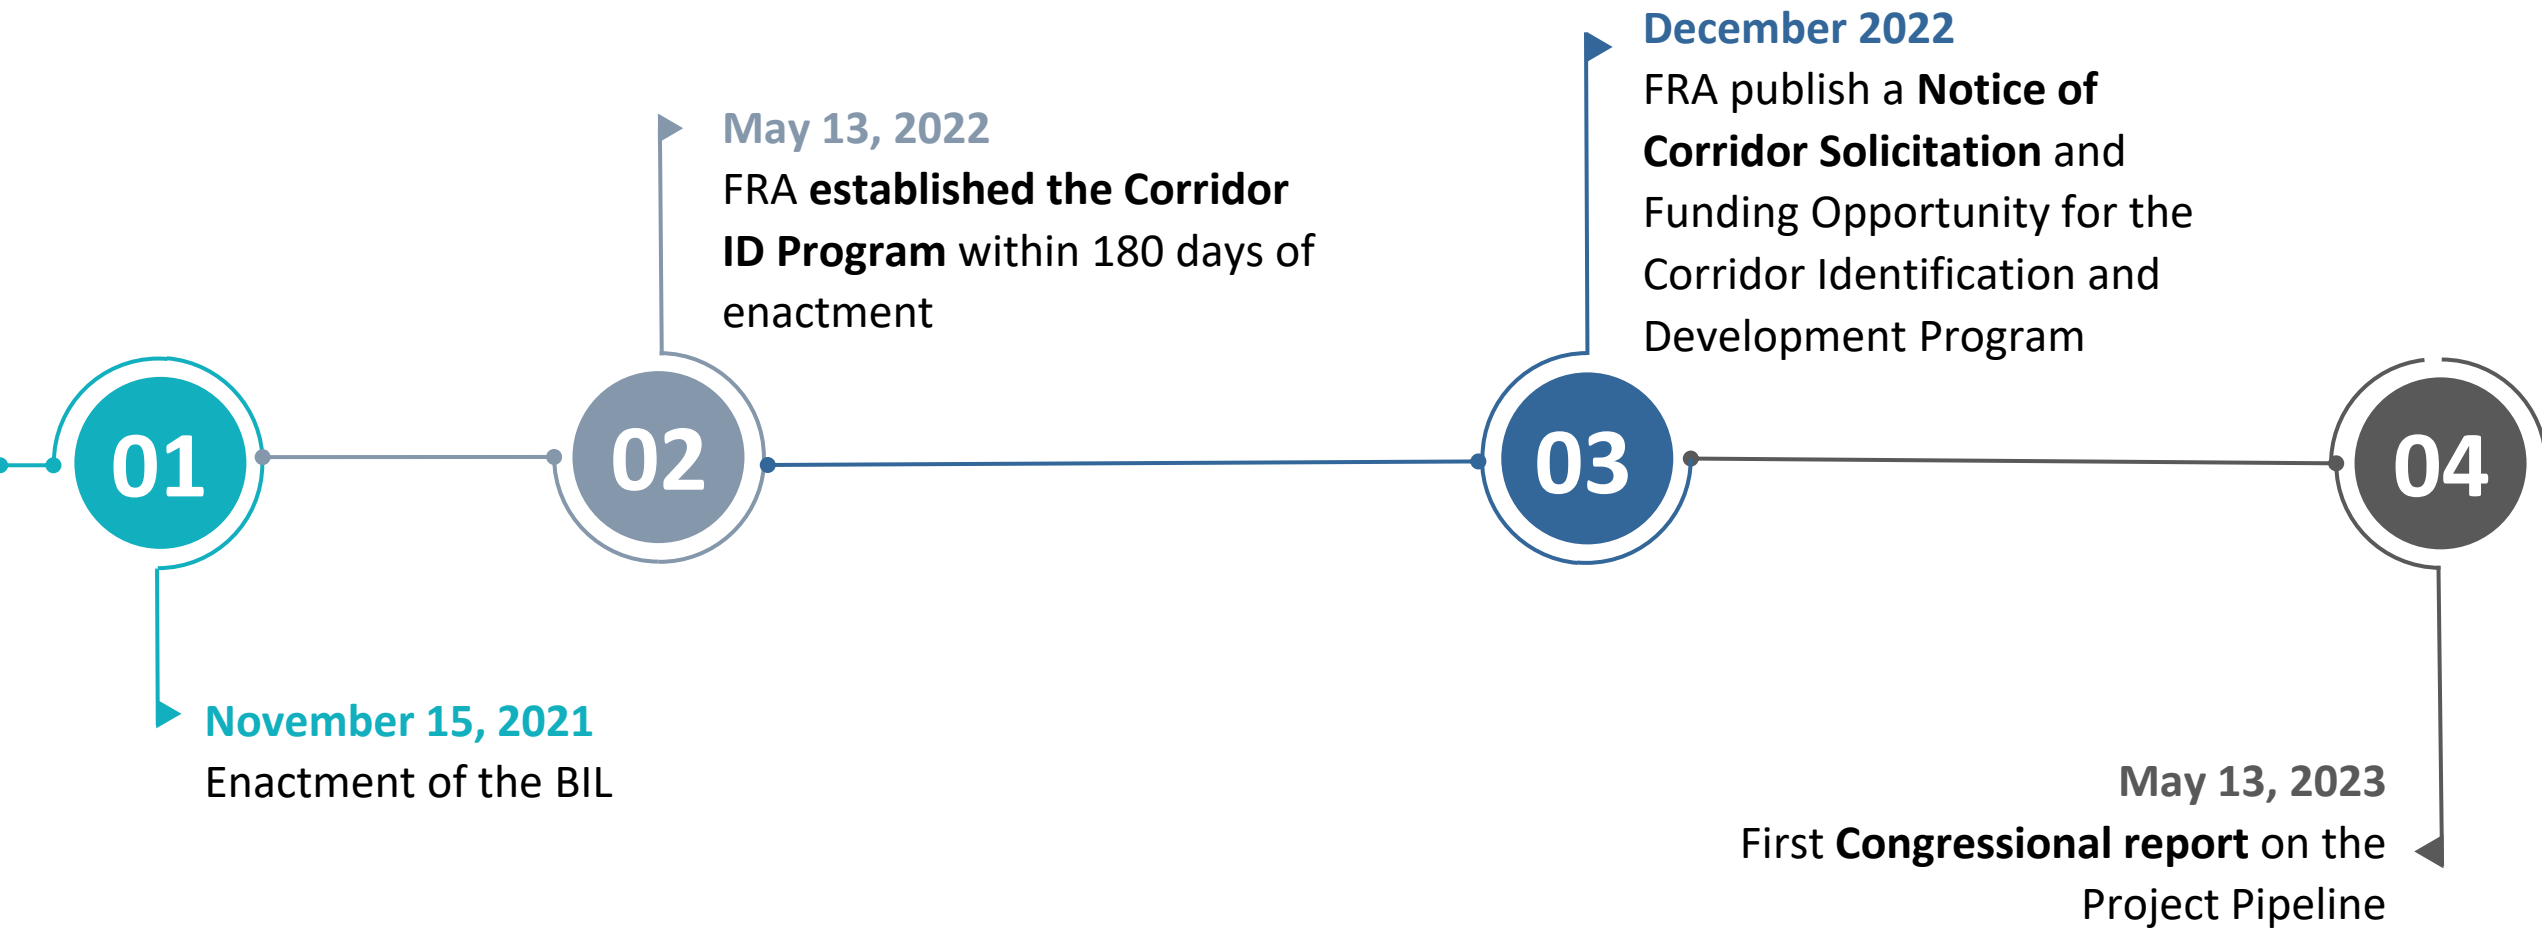 01
November 15, 2021
Enactment of the BIL
02
May 13, 2022
FRA established the Corridor
ID Program within 180 days of
enactment
03
December 2022
FRA publish a Notice of
Corridor Solicitation and
Funding Opportunity for the
Corridor Identification and
Development Program
04
May 13, 2023
First Congressional report on the
Project Pipeline